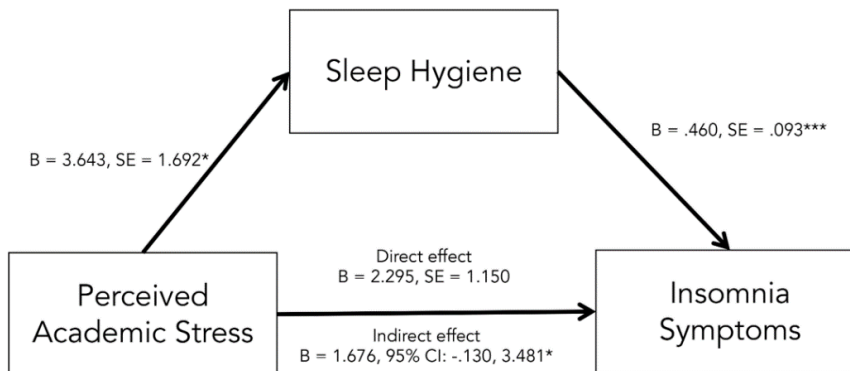 Sleep Hygiene
B = 3.643, SE = 1.692*
B = .460, SE = .093***
Perceived
Academic Stress
Direct effect
B = 2.295, SE = 1.150
Indirect effect
B = 1.676, 95% CI: -.130, 3.481*
Insomnia
Symptoms